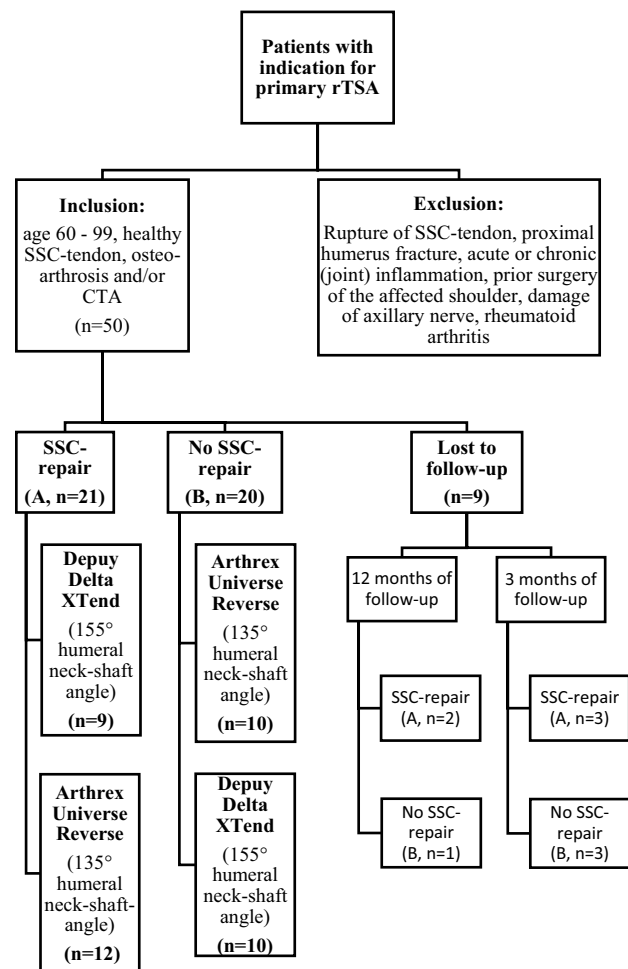 Patients with
indication for
primary rTSA
Inclusion:
age 60 - 99, healthy
SSC-tendon, osteo-
arthrosis and/or
CTA
(n=50)
Exclusion:
Rupture of SSC-tendon, proximal
humerus fracture, acute or chronic
(joint) inflammation, prior surgery
of the affected shoulder, damage
of axillary nerve, rheumatoid
arthritis
SSC-
repair
(A, n=21)
No SSC-
repair
(B, n=20)
Lost to
follow-up
(n=9)
Depuy
Delta
XTend
(155°
humeral
neck-shaft
angle)
(n=9)
Arthrex
Universe
Reverse
(135°
humeral
neck-shaft-
angle)
(n=12)
Arthrex
Universe
Reverse
(135°
humeral
neck-shaft
angle)
(n=10)
Depuy
Delta
XTend
(155°
humeral
neck-shaft
angle)
(n=10)
12 months of
follow-up
SSC-repair
(A, n=2)
No SSC-
repair
(B, n=1)
3 months of
follow-up
SSC-repair
(A, n=3)
No SSC-
repair
(B, n=3)